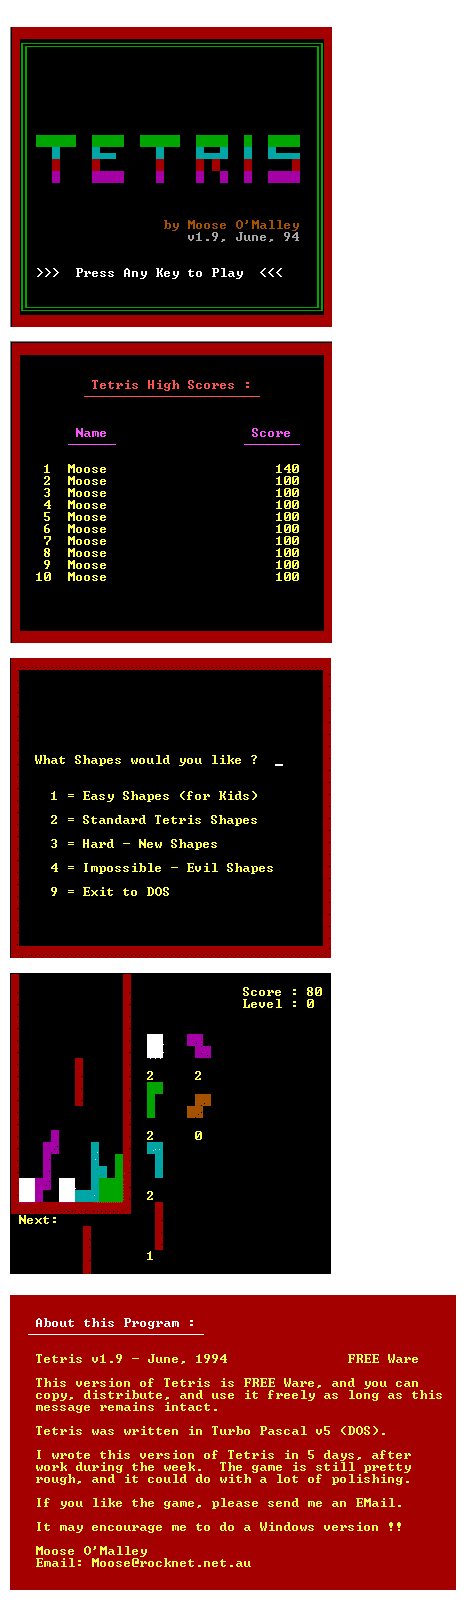 TETRIS
by Moose O'Malley
v1.9, June, 94
>>> Press Any Key to Play <<<
Tetris High Scores :
Name Score
1 Moose 140
2 Moose 100
3 Moose 100
4 Moose 100
5 Moose 100
6 Moose 100
7 Moose 100
8 Moose 100
9 Moose 100
10 Moose 100
What Shapes would you like ? _
1 = Easy Shapes (for Kids)
2 = Standard Tetris Shapes
3 = Hard - New Shapes
4 = Impossible - Evil Shapes
9 = Exit to DOS
Score : 80
Level : 0
2 2
2 0
2
Next:
1
About this Program :
Tetris v1.9 - June, 1994 FREE Ware
This version of Tetris is FREE Ware, and you can
copy, distribute, and use it freely as long as this
message remains intact.
Tetris was written in Turbo Pascal v5 (DOS).
I wrote this version of Tetris in 5 days, after
work during the week. The game is still pretty
rough, and it could do with a lot of polishing.
If you like the game, please send me an EMail.
It may encourage me to do a Windows version !!
Moose O'Malley
Email: Moose@rocknet.net.au